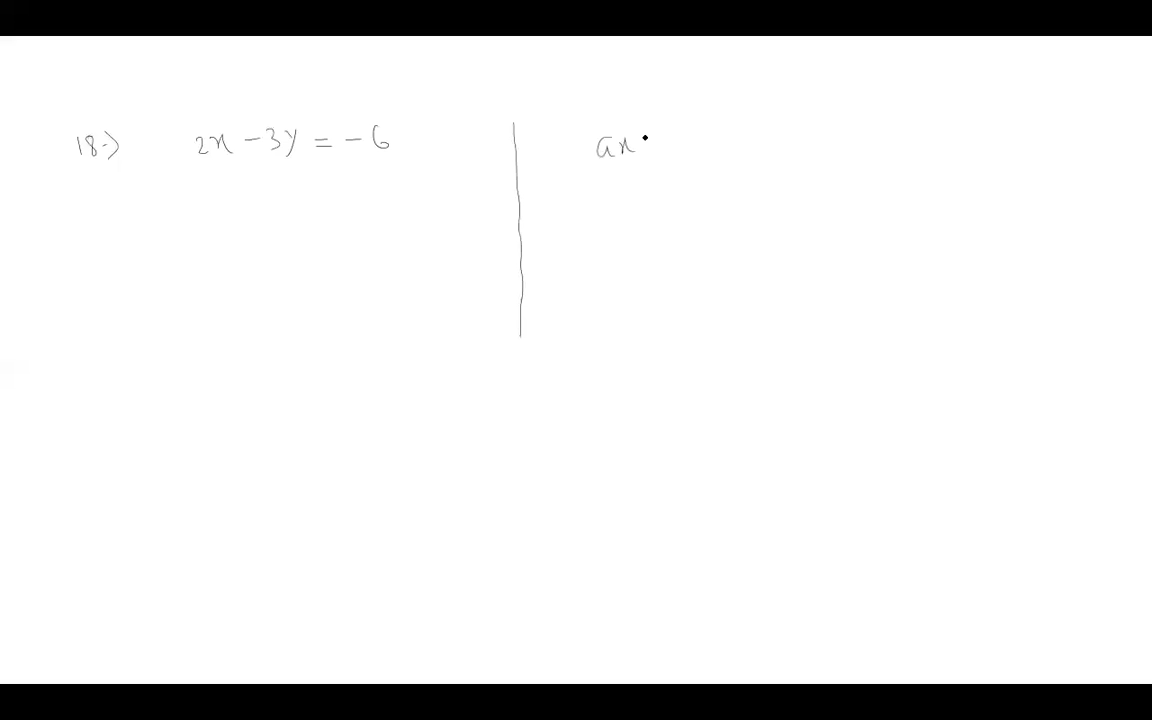 18→ 2x - 3y = -6
ax